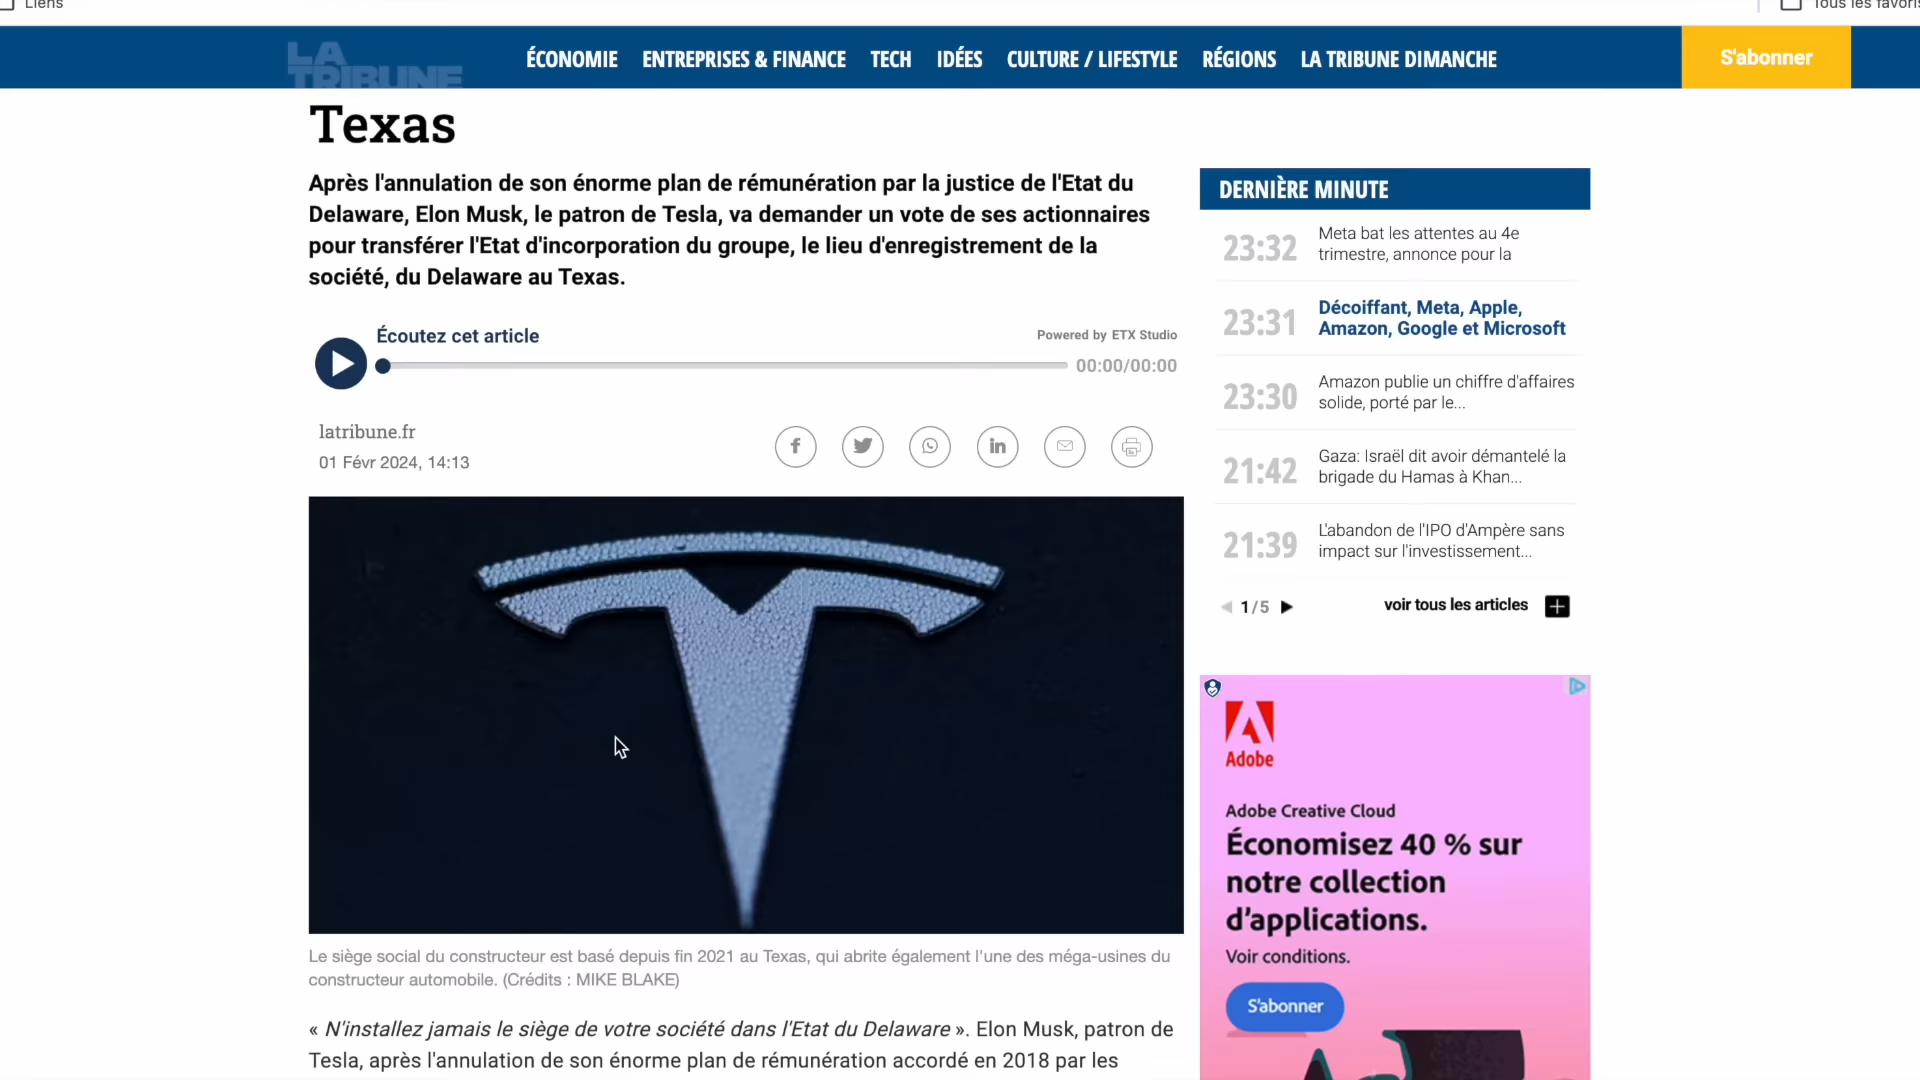 Liens
Tous les favoris
LA TRIBUNE
ÉCONOMIE
ENTREPRISES & FINANCE
TECH
IDÉES
CULTURE / LIFESTYLE
RÉGIONS
LA TRIBUNE DIMANCHE
S'abonner
Texas
Après l'annulation de son énorme plan de rémunération par la justice de l'Etat du
Delaware, Elon Musk, le patron de Tesla, va demander un vote de ses actionnaires
pour transférer l'Etat d'incorporation du groupe, le lieu d'enregistrement de la
société, du Delaware au Texas.
Écoutez cet article
Powered by ETX Studio
00:00/00:00
latribune.fr
01 Févr 2024, 14:13
Le siège social du constructeur est basé depuis fin 2021 au Texas, qui abrite également l'une des méga-usines du
constructeur automobile. (Crédits : MIKE BLAKE)
« N'installez jamais le siège de votre société dans l'Etat du Delaware ». Elon Musk, patron de
Tesla, après l'annulation de son énorme plan de rémunération accordé en 2018 par les
DERNIÈRE MINUTE
23:32
Meta bat les attentes au 4e
trimestre, annonce pour la
23:31
Décoiffant, Meta, Apple,
Amazon, Google et Microsoft
23:30
Amazon publie un chiffre d'affaires
solide, porté par le...
21:42
Gaza: Israël dit avoir démantelé la
brigade du Hamas à Khan...
21:39
L'abandon de l'IPO d'Ampère sans
impact sur l'investissement...
1/5
voir tous les articles
Adobe
Adobe Creative Cloud
Économisez 40 % sur
notre collection
d'applications.
Voir conditions.
S'abonner